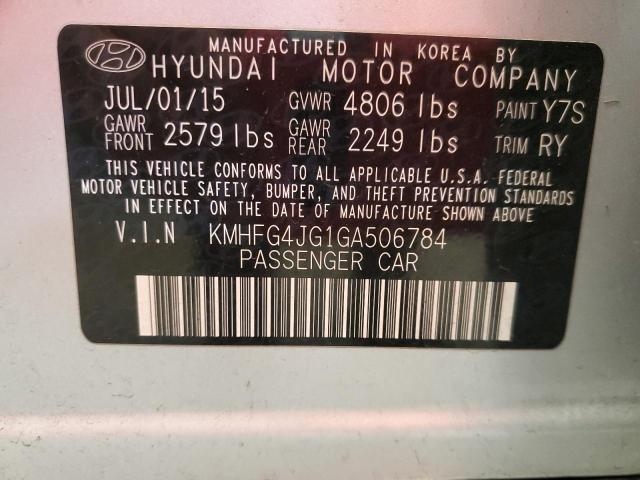 MANUFACTURED IN KOREA BY
HYUNDAI MOTOR COMPANY
JUL/01/15 GVWR 4806 lbs PAINT Y7S
GAWR FRONT 2579 lbs GAWR REAR 2249 lbs TRIM RY
THIS VEHICLE CONFORMS TO ALL APPLICABLE U.S.A.-FEDERAL
MOTOR VEHICLE SAFETY, BUMPER, AND THEFT PREVENTION STANDARDS
IN EFFECT ON THE DATE OF MANUFACTURE SHOWN ABOVE.
V.I.N KMHFG4JG1GA506784
PASSENGER CAR